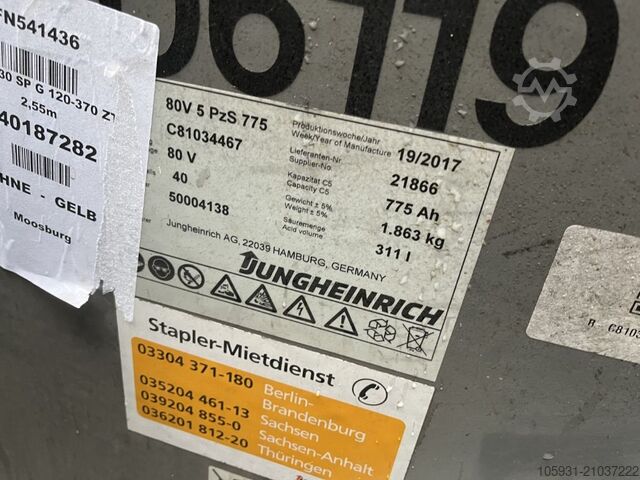 06119
FN541436
30 SP G 120-370 ZT
2,55m
40187282
HNE - GELB
Moosburg
80V 5 PzS 775
C81034467
80 V
40
50004138
Produktionswoche/Jahr
Week/Year of Manufacture
19/2017
Lieferanten-Nr
Supplier-No
21866
Kapazität C5
Capacity C5
775 Ah
Gewicht ± 5%
Weight ± 5%
1.863 kg
Säuremenge
Acid volume
311 l
Jungheinrich AG, 22039 HAMBURG, GERMANY
JUNGHEINRICH
Stapler-Mietdienst
03304 371-180
Berlin-
Brandenburg
035204 461-13
Sachsen
039204 855-0
Sachsen-Anhalt
036201 812-20
Thüringen
R C8103
105931-21037222